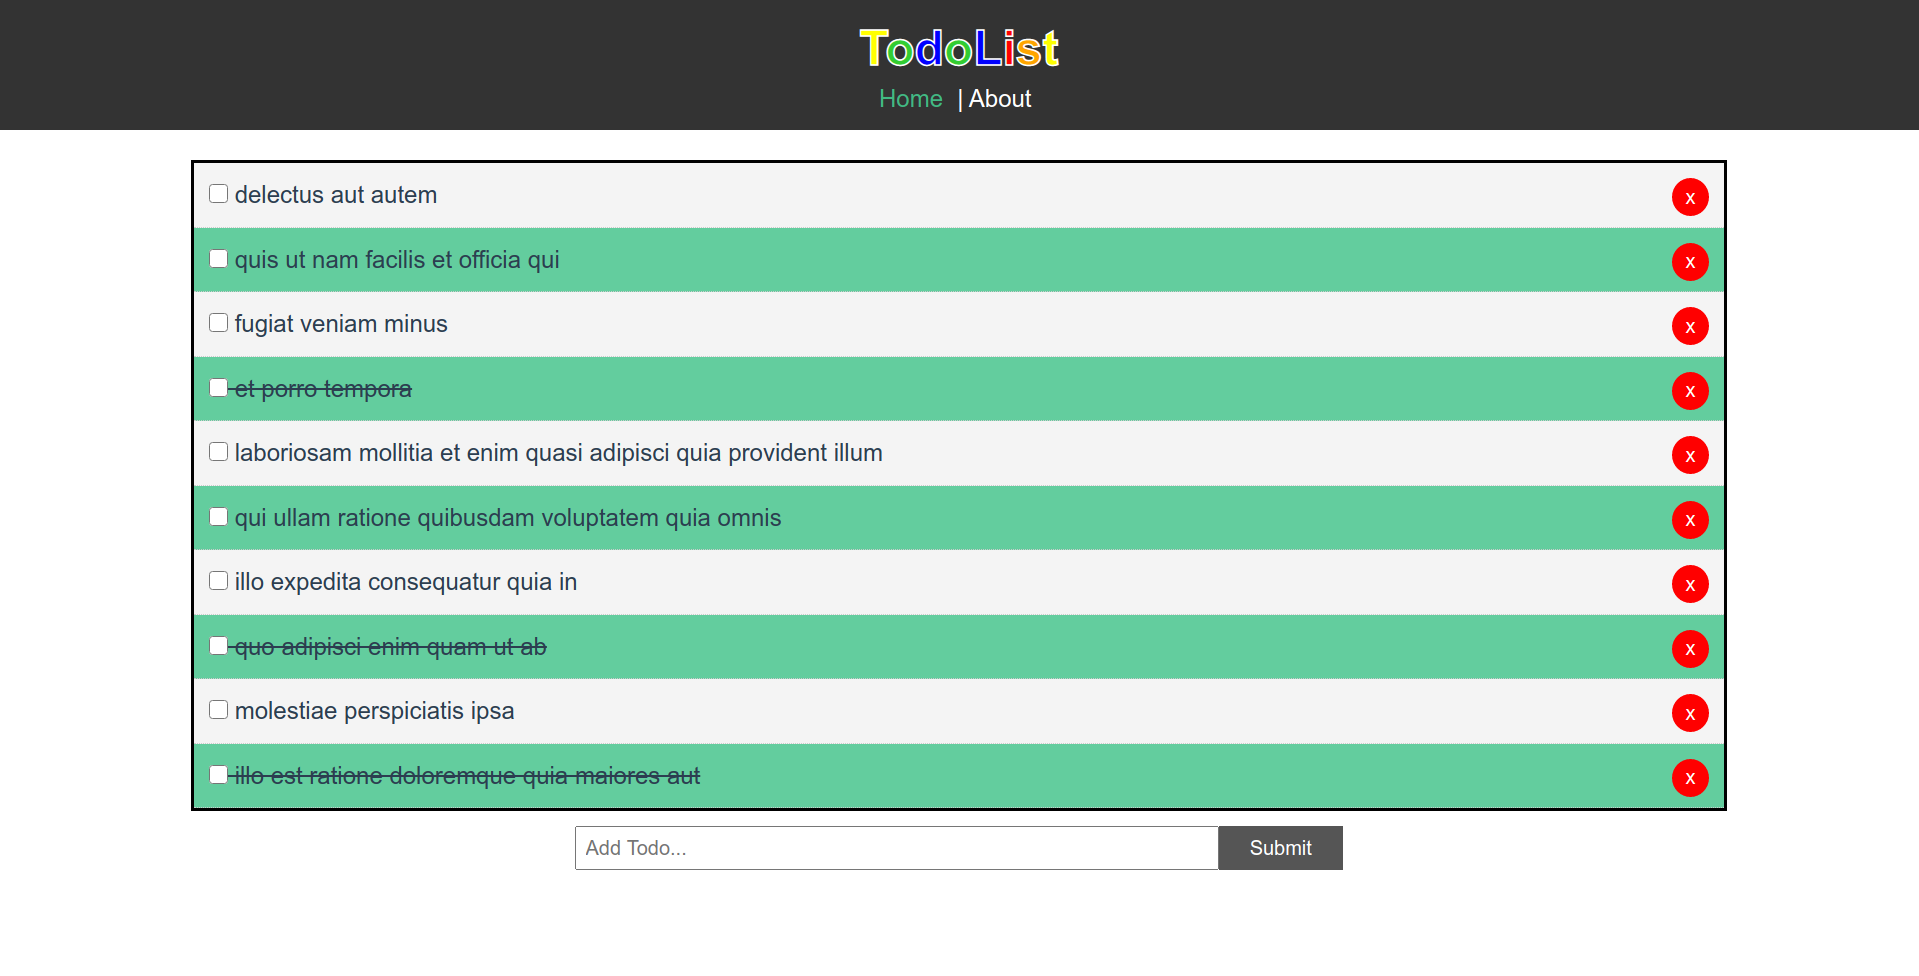 TodoList
Home | About
delectus aut autem x
quis ut nam facilis et officia qui x
fugiat veniam minus x
et porro tempora x
laboriosam mollitia et enim quasi adipisci quia provident illum x
qui ullam ratione quibusdam voluptatem quia omnis x
illo expedita consequatur quia in x
quo adipisci enim quam ut ab x
molestiae perspiciatis ipsa x
illo est ratione doloremque quia maiores aut x
Add Todo... Submit